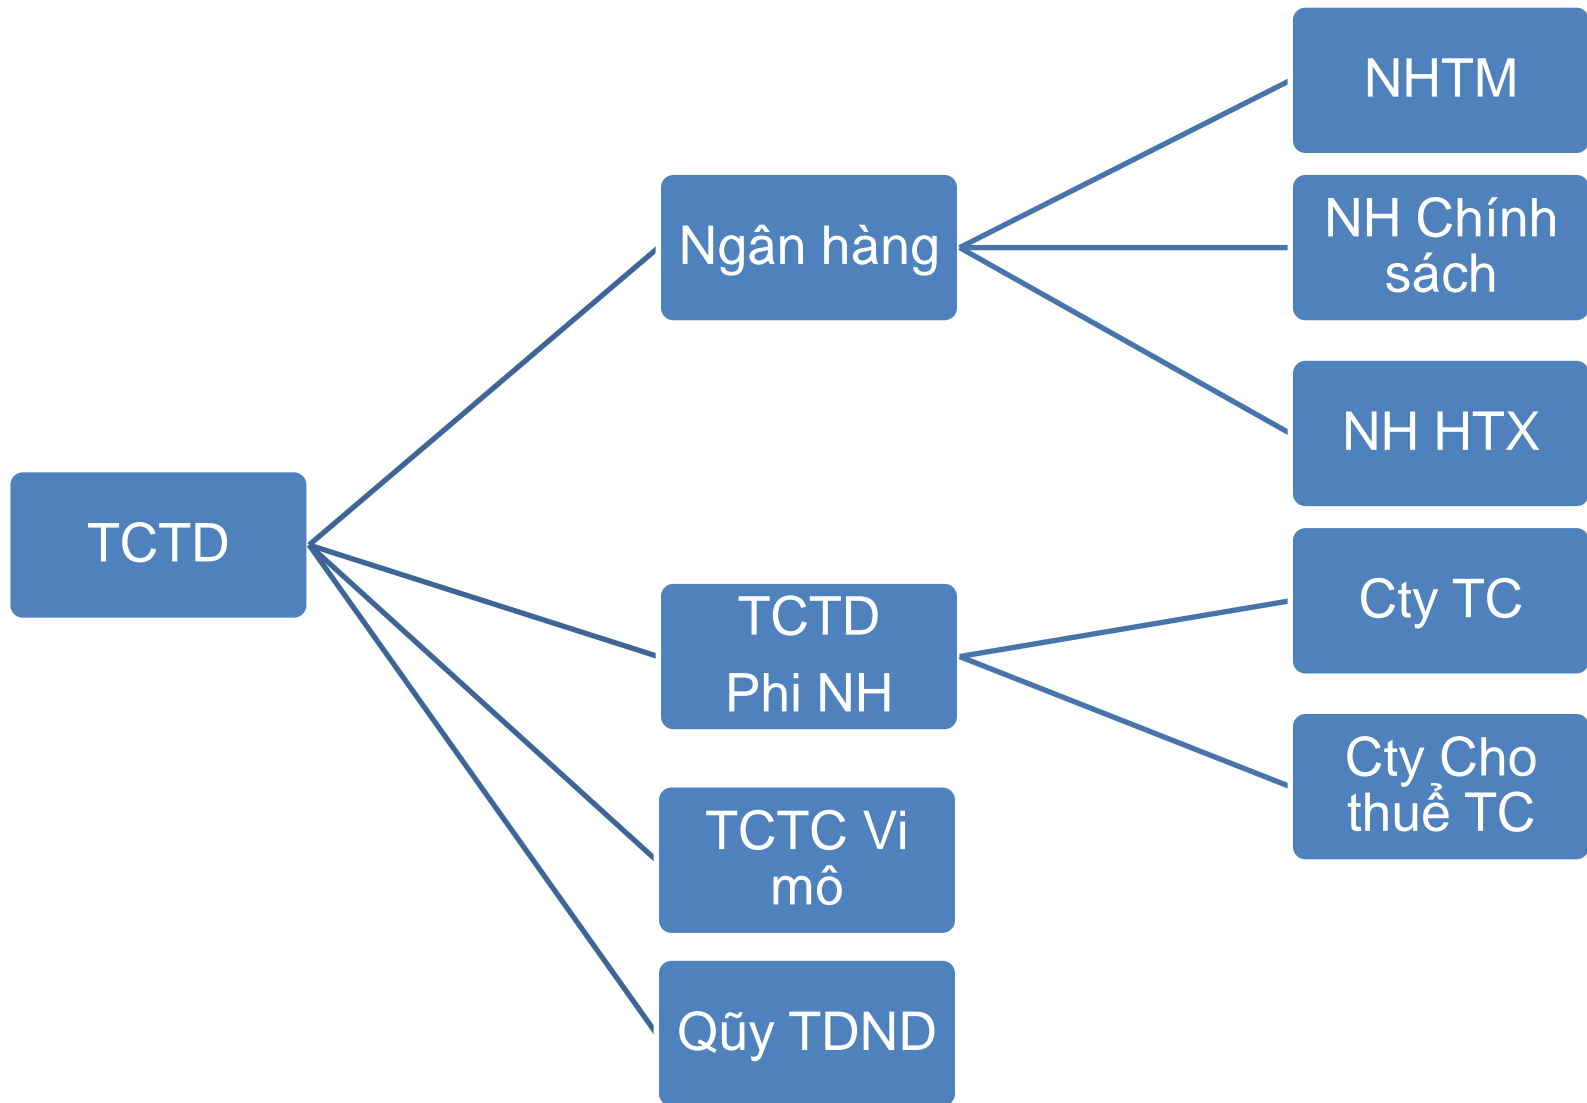 TCTD
Ngân hàng
NHTM
NH Chính
sách
NH HTX
TCTD
Phi NH
Cty TC
Cty Cho
thuể TC
TCTC Vi
mô
Qũy TDND